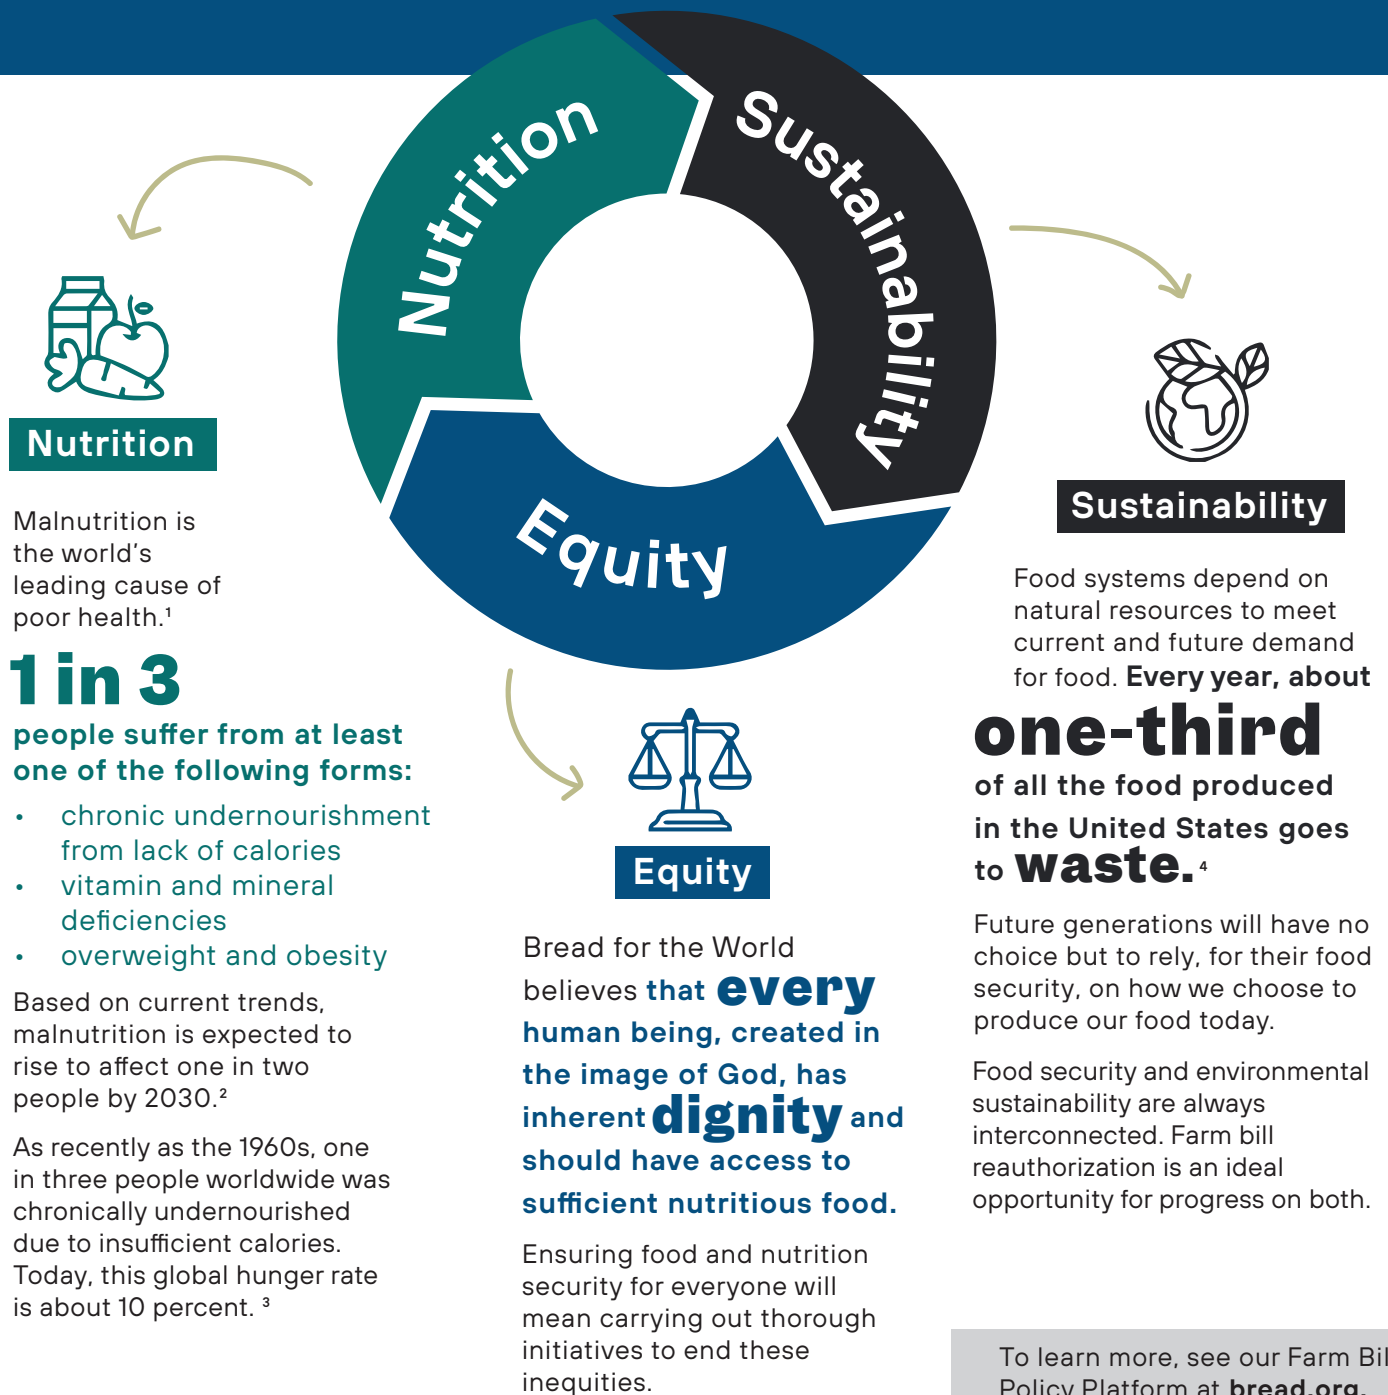 Nutrition
Sustainability
Equity
Nutrition
Malnutrition is
the world's
leading cause of
poor health.¹
1 in 3
people suffer from at least
one of the following forms:
• chronic undernourishment
from lack of calories
• vitamin and mineral
deficiencies
• overweight and obesity
Based on current trends,
malnutrition is expected to
rise to affect one in two
people by 2030.²
As recently as the 1960s, one
in three people worldwide was
chronically undernourished
due to insufficient calories.
Today, this global hunger rate
is about 10 percent. ³
Equity
Bread for the World
believes that every
human being, created in
the image of God, has
inherent dignity and
should have access to
sufficient nutritious food.
Ensuring food and nutrition
security for everyone will
mean carrying out thorough
initiatives to end these
inequities.
Sustainability
Food systems depend on
natural resources to meet
current and future demand
for food. Every year, about
one-third
of all the food produced
in the United States goes
to waste. ⁴
Future generations will have no
choice but to rely, for their food
security, on how we choose to
produce our food today.
Food security and environmental
sustainability are always
interconnected. Farm bill
reauthorization is an ideal
opportunity for progress on both.
To learn more, see our Farm Bil
Policy Platform at bread.org.